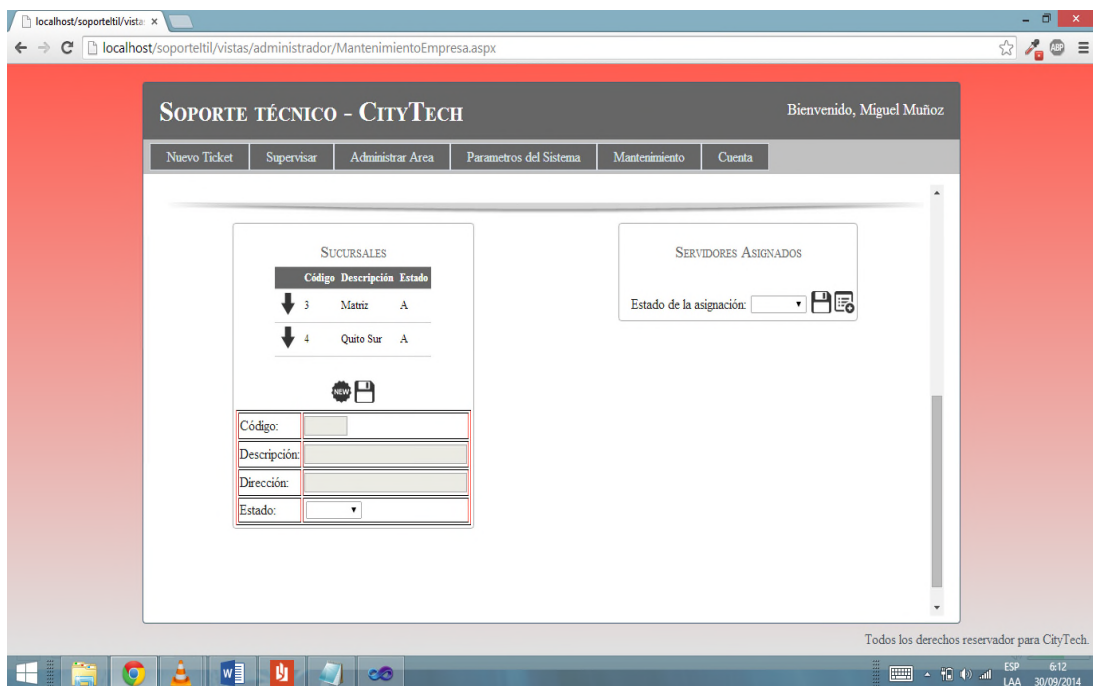 localhost/soporteltil/vista
localhost/soporteltil/vistas/administrador/MantenimientoEmpresa.aspx
ABP
SOPORTE TÉCNICO - CITYTECH
Bienvenido, Miguel Muñoz
Nuevo Ticket Supervisar Administrar Area Parametros del Sistema Mantenimiento Cuenta
SUCURSALES
Código Descripción Estado
3 Matriz A
4 Quito Sur A
NEW
Código:
Descripción:
Dirección:
Estado:
SERVIDORES ASIGNADOS
Estado de la asignación:
Todos los derechos reservador para CityTech.
ESP 6:12
LAA 30/09/2014